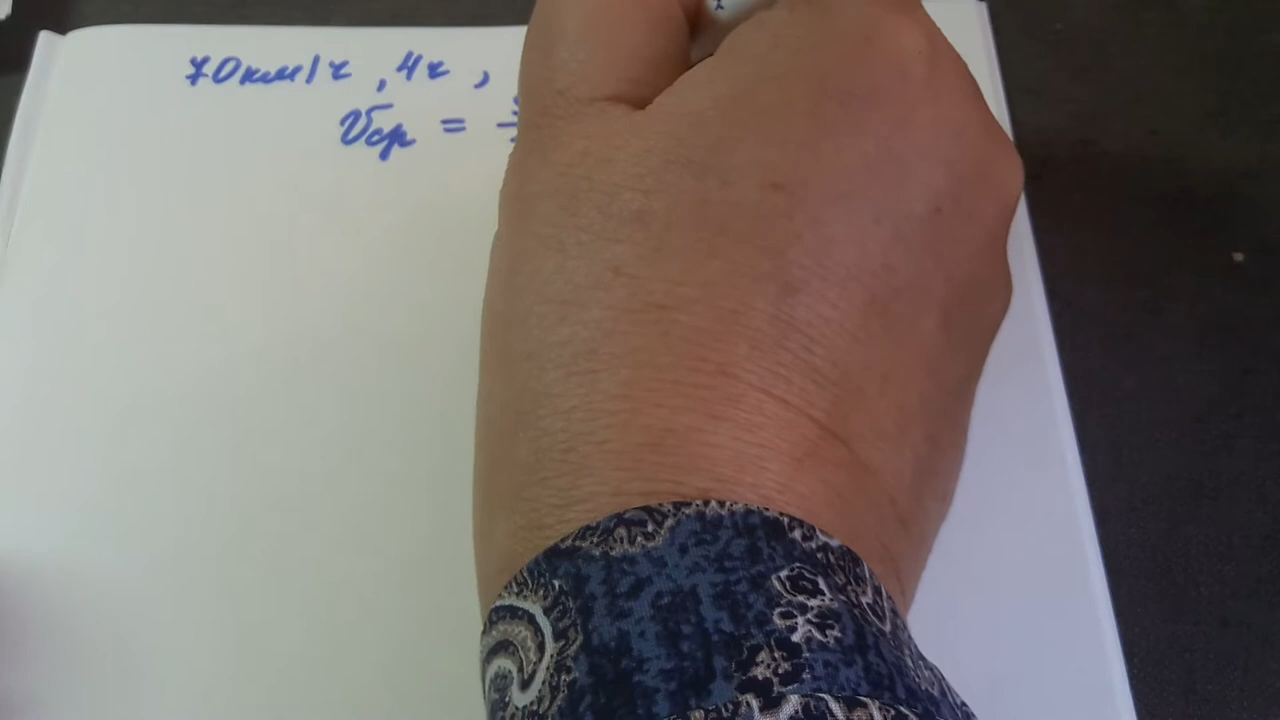 70км/ч , 4ч ,
Vср =